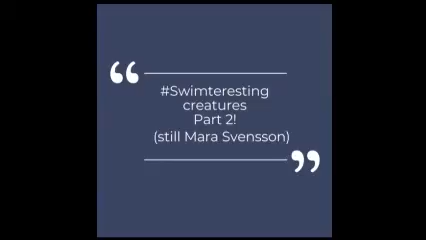 #Swimteresting
creatures
Part 2!
(still Mara Svensson)